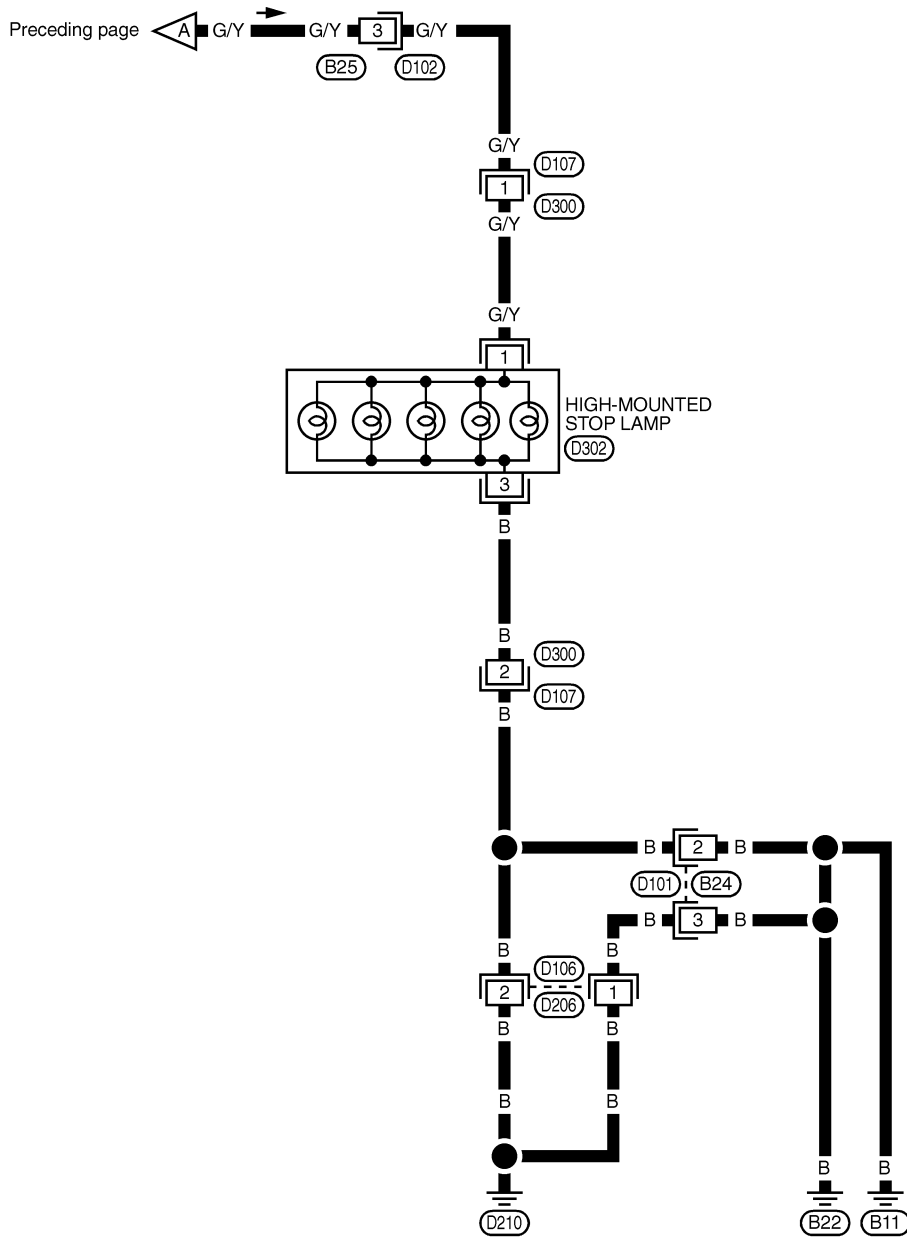 Preceding page A G/Y G/Y 3 G/Y
B25 D102
G/Y
D107
1
D300
G/Y
G/Y
1
HIGH-MOUNTED
STOP LAMP
D302
3
B
B
D300
2
D107
B
B 2 B
D101 B24
B 3 B
B B
D106
2 1
D206
B B
B B
B B
D210 B22 B11